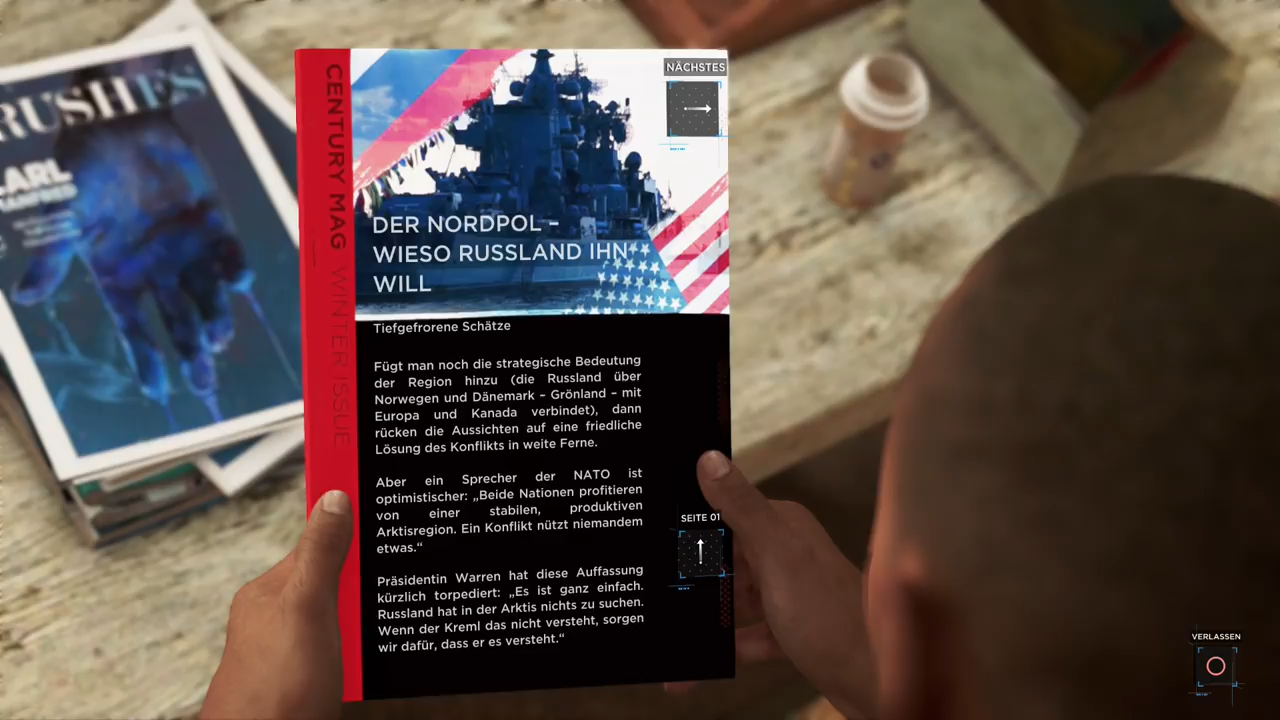 RUSHES
CENTURY MAG WINTER ISSUE
NÄCHSTES
DER NORDPOL –
WIESO RUSSLAND IHN
WILL
Tiefgefrorene Schätze
Fügt man noch die strategische Bedeutung
der Region hinzu (die Russland über
Norwegen und Dänemark – Grönland – mit
Europa und Kanada verbindet), dann
rücken die Aussichten auf eine friedliche
Lösung des Konflikts in weite Ferne.
Aber ein Sprecher der NATO ist
optimistischer: „Beide Nationen profitieren
von einer stabilen, produktiven
Arktisregion. Ein Konflikt nützt niemandem
etwas.“
Präsidentin Warren hat diese Auffassung
kürzlich torpediert: „Es ist ganz einfach.
Russland hat in der Arktis nichts zu suchen.
Wenn der Kreml das nicht versteht, sorgen
wir dafür, dass er es versteht.“
SEITE 01
VERLASSEN